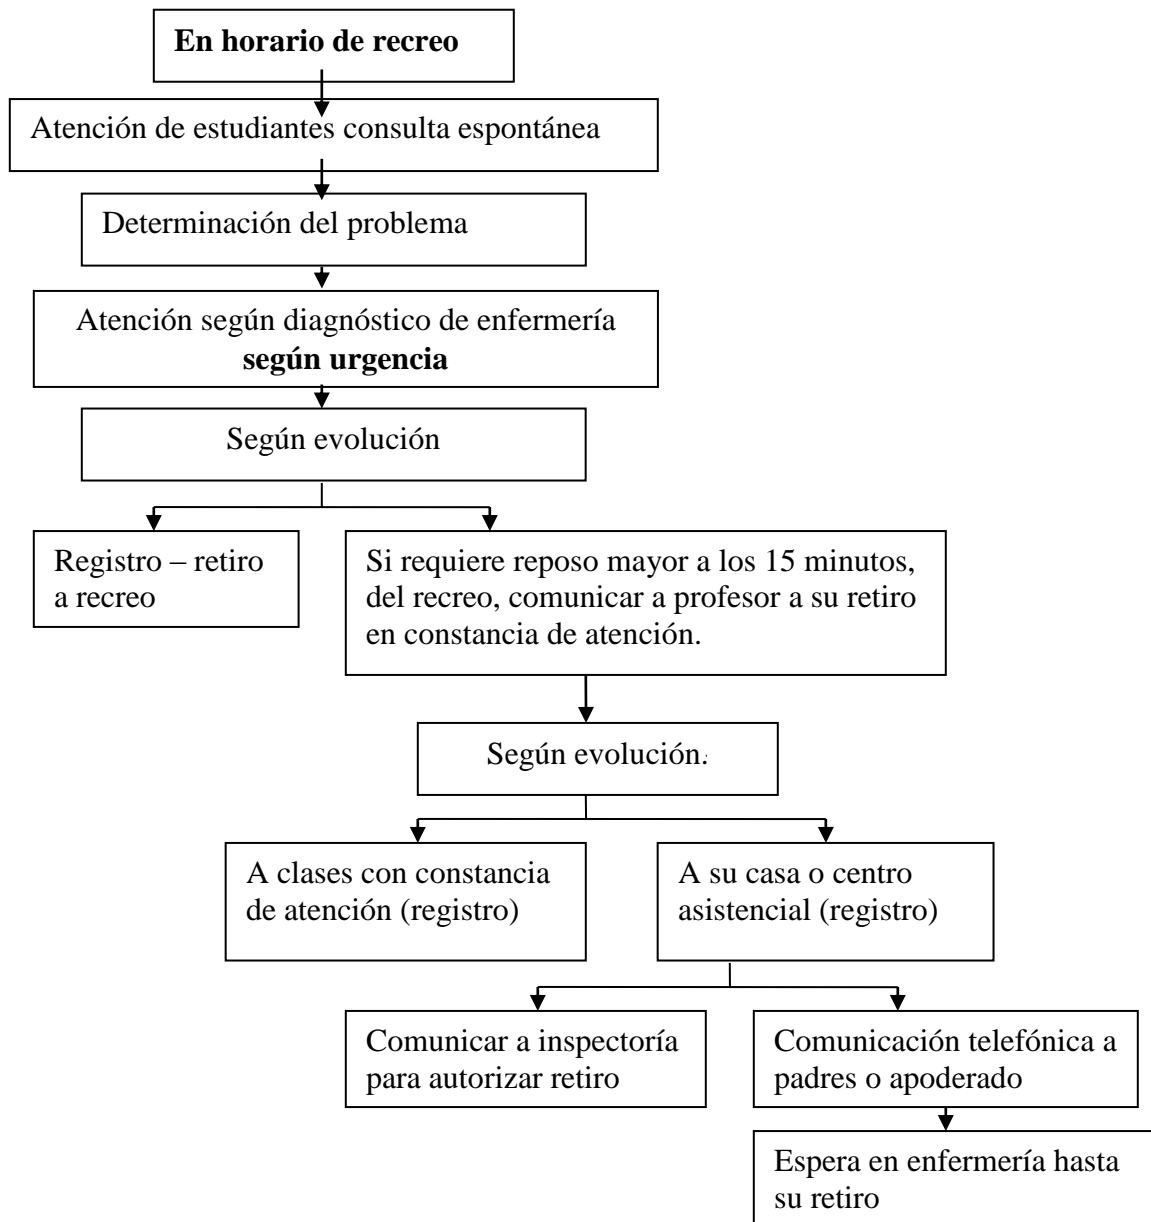 En horario de recreo
Atención de estudiantes consulta espontánea
Determinación del problema
Atención según diagnóstico de enfermería
según urgencia
Según evolución
Registro – retiro
a recreo
Si requiere reposo mayor a los 15 minutos,
del recreo, comunicar a profesor a su retiro
en constancia de atención.
Según evolución.
A clases con constancia
de atención (registro)
A su casa o centro
asistencial (registro)
Comunicar a inspectoría
para autorizar retiro
Comunicación telefónica a
padres o apoderado
Espera en enfermería hasta
su retiro